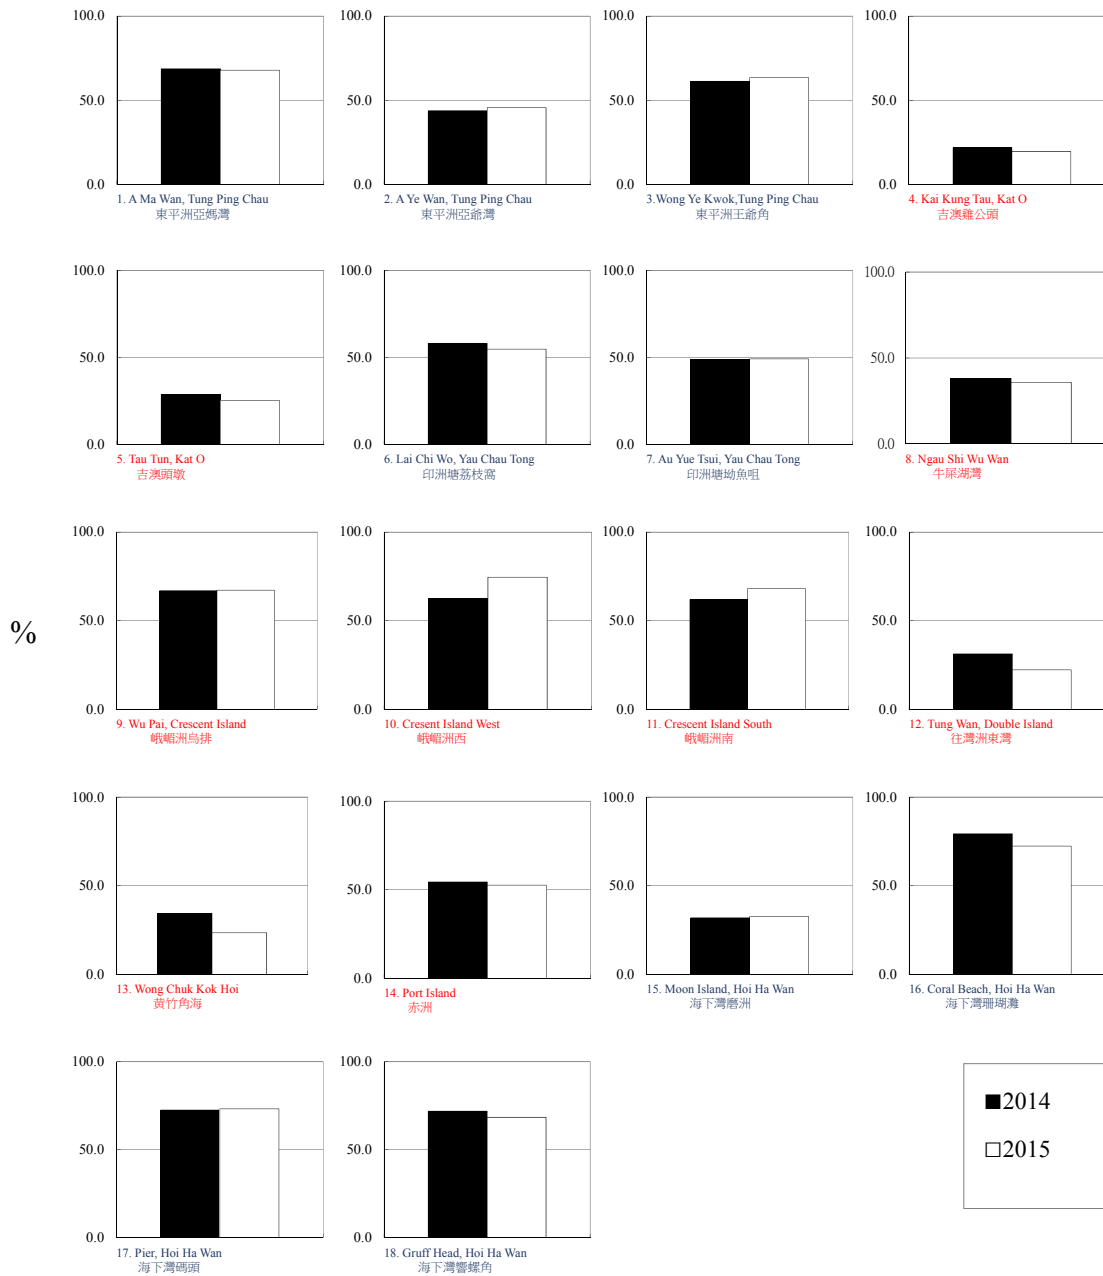 100.0
50.0
0.0
1. A Ma Wan, Tung Ping Chau
東平洲亞媽灣
100.0
50.0
0.0
2. A Ye Wan, Tung Ping Chau
東平洲亞爺灣
100.0
50.0
0.0
3.Wong Ye Kwok,Tung Ping Chau
東平洲王爺角
100.0
50.0
0.0
4. Kai Kung Tau, Kat O
吉澳雞公頭
100.0
50.0
0.0
5. Tau Tun, Kat O
吉澳頭墩
100.0
50.0
0.0
6. Lai Chi Wo, Yau Chau Tong
印洲塘荔枝窩
100.0
50.0
0.0
7. Au Yue Tsui, Yau Chau Tong
印洲塘坳魚咀
100.0
50.0
0.0
8. Ngau Shi Wu Wan
牛屎湖灣
%
100.0
50.0
0.0
9. Wu Pai, Crescent Island
峨嵋洲烏排
100.0
50.0
0.0
10. Cresent Island West
峨嵋洲西
100.0
50.0
0.0
11. Crescent Island South
峨嵋洲南
100.0
50.0
0.0
12. Tung Wan, Double Island
往灣洲東灣
100.0
50.0
0.0
13. Wong Chuk Kok Hoi
黃竹角海
100.0
50.0
0.0
14. Port Island
赤洲
100.0
50.0
0.0
15. Moon Island, Hoi Ha Wan
海下灣磨洲
100.0
50.0
0.0
16. Coral Beach, Hoi Ha Wan
海下灣珊瑚灘
100.0
50.0
0.0
17. Pier, Hoi Ha Wan
海下灣碼頭
100.0
50.0
0.0
18. Gruff Head, Hoi Ha Wan
海下灣響螺角
2014
2015